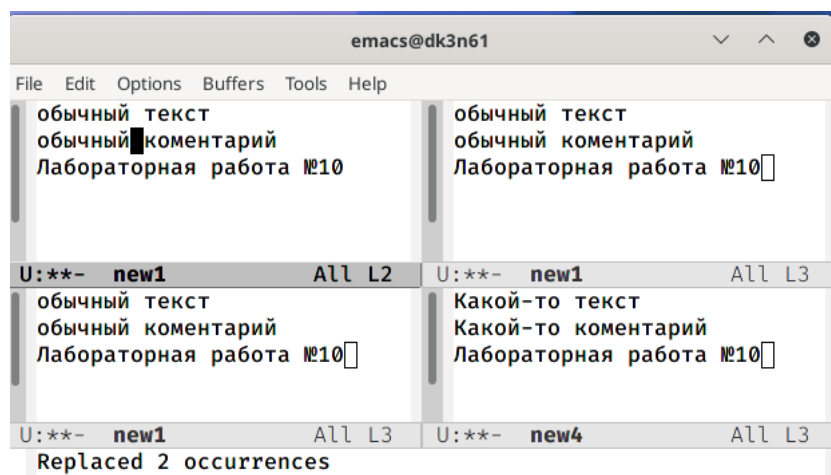 emacs@dk3n61
File Edit Options Buffers Tools Help
обычный текст
обычный коментарий
Лабораторная работа №10
U:**- new1 All L2
обычный текст
обычный коментарий
Лабораторная работа №10
U:**- new1 All L3
обычный текст
обычный коментарий
Лабораторная работа №10
U:**- new1 All L3
Какой-то текст
Какой-то коментарий
Лабораторная работа №10
U:**- new4 All L3
Replaced 2 occurrences